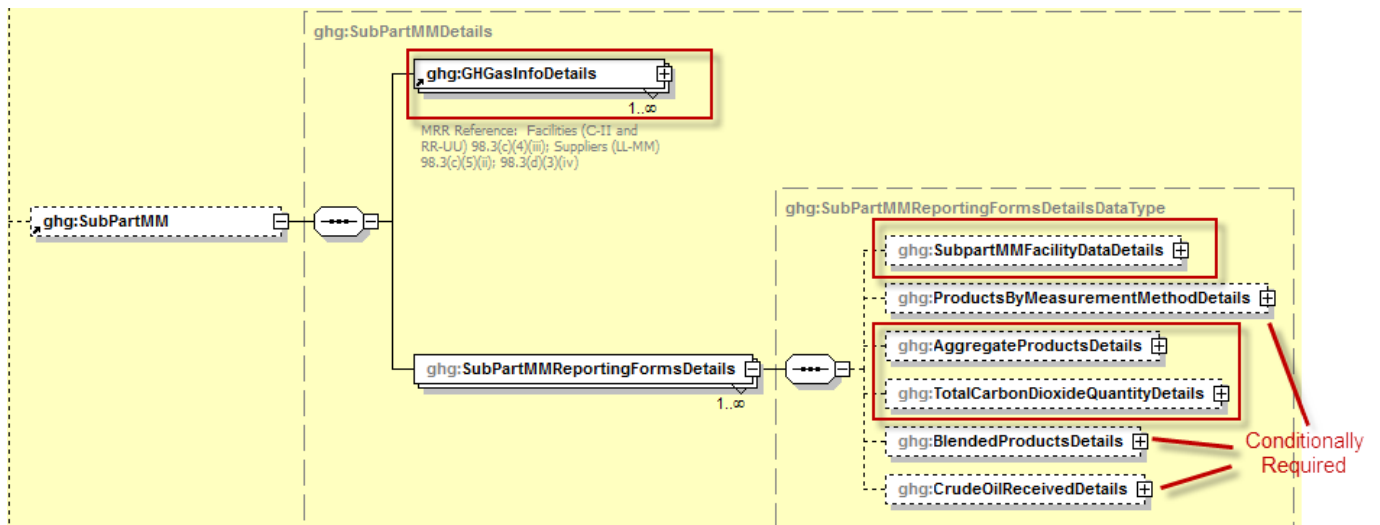 ghg:SubPartMMDetails
ghg:GHGasInfoDetails
1..∞
MRR Reference: Facilities (C-II and
RR-UU) 98.3(c)(4)(iii); Suppliers (LL-MM)
98.3(c)(5)(ii); 98.3(d)(3)(iv)
ghg:SubPartMM
ghg:SubPartMMReportingFormsDetails
1..∞
ghg:SubPartMMReportingFormsDetailsDataType
ghg:SubpartMMFacilityDataDetails
ghg:ProductsByMeasurementMethodDetails
ghg:AggregateProductsDetails
ghg:TotalCarbonDioxideQuantityDetails
ghg:BlendedProductsDetails
ghg:CrudeOilReceivedDetails
Conditionally
Required